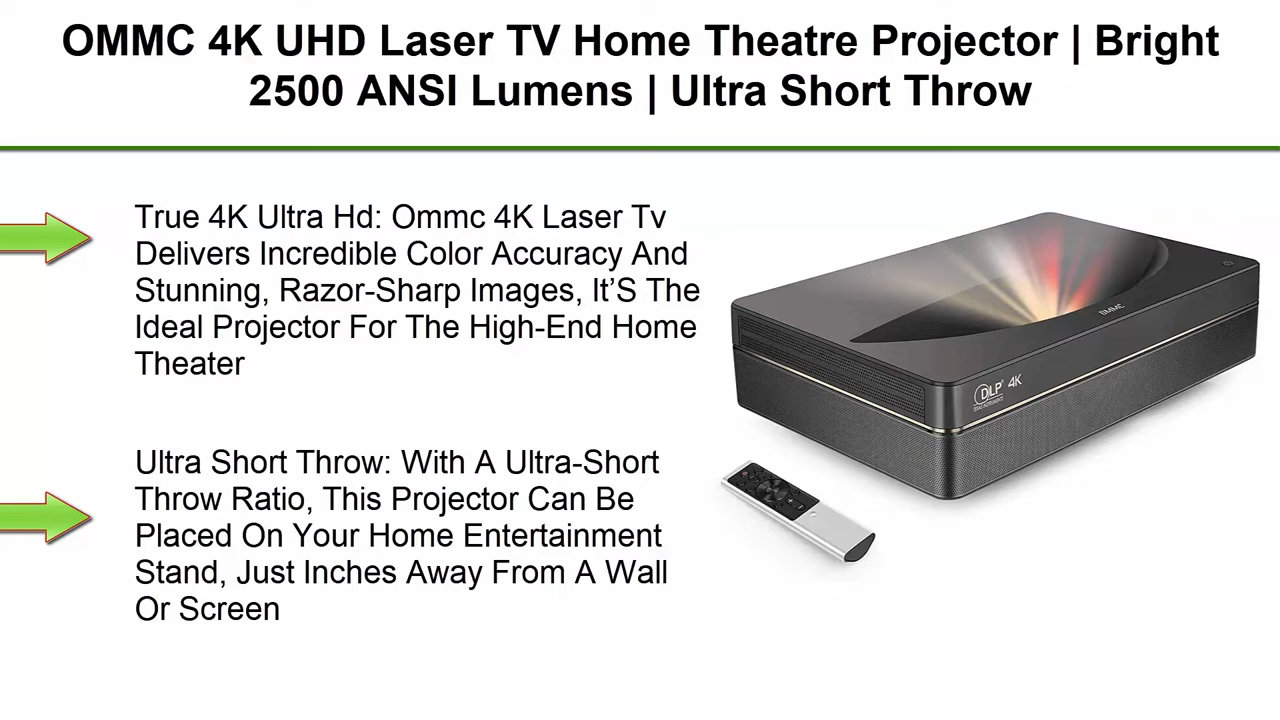 OMMC 4K UHD Laser TV Home Theatre Projector | Bright
2500 ANSI Lumens | Ultra Short Throw
True 4K Ultra Hd: Ommc 4K Laser Tv
Delivers Incredible Color Accuracy And
Stunning, Razor-Sharp Images, It’S The
Ideal Projector For The High-End Home
Theater
Ultra Short Throw: With A Ultra-Short
Throw Ratio, This Projector Can Be
Placed On Your Home Entertainment
Stand, Just Inches Away From A Wall
Or Screen
OMMC
DLP® 4K
TEXAS INSTRUMENTS